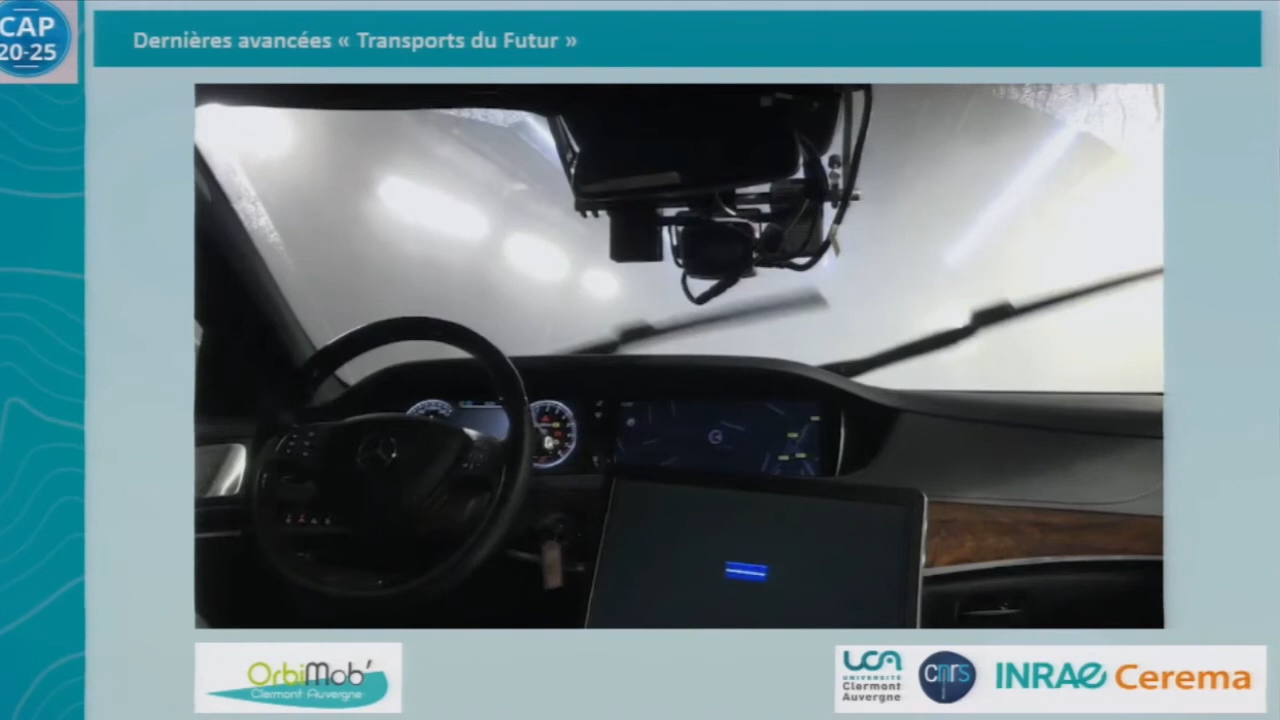 CAP
20-25
Dernières avancées « Transports du Futur »
OrbiMob'
Clermont Auvergne
UCA
UNIVERSITÉ
Clermont
Auvergne
cnrs
INRAE
Cerema